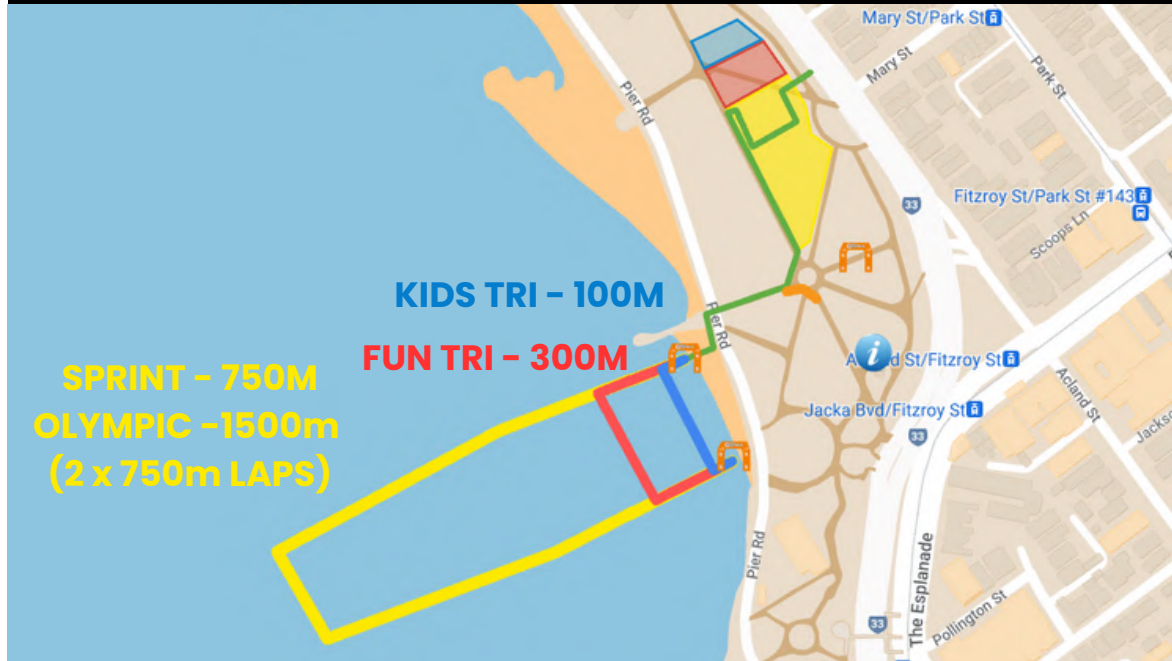 Mary St/Park St
Mary St
Park St
Pier Rd
Fitzroy St/Park St #143
33
Scoops Ln
KIDS TRI - 100M
Pier Rd
FUN TRI - 300M
SPRINT - 750M
OLYMPIC -1500m
(2 x 750m LAPS)
i
d St/Fitzroy St
Acland St
Jacka Bvd/Fitzroy St
33
Jacks
Pier Rd
The Esplanade
33
Pollington St